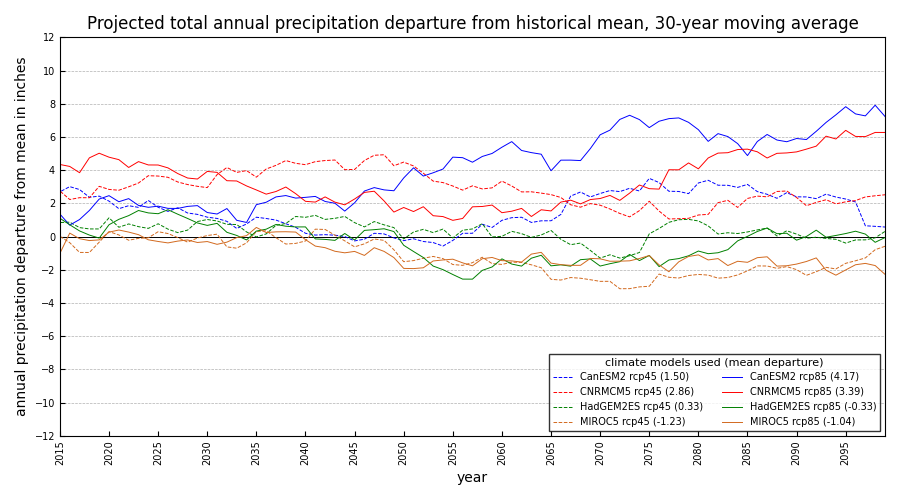 Projected total annual precipitation departure from historical mean, 30-year moving average
annual precipitation departure from mean in inches
12
10
8
6
4
2
0
−2
−4
−6
−8
−10
−12
climate models used (mean departure)
CanESM2 rcp45 (1.50) CanESM2 rcp85 (4.17)
CNRMCM5 rcp45 (2.86) CNRMCM5 rcp85 (3.39)
HadGEM2ES rcp45 (0.33) HadGEM2ES rcp85 (-0.33)
MIROC5 rcp45 (-1.23) MIROC5 rcp85 (-1.04)
2015 2020 2025 2030 2035 2040 2045 2050 2055 2060 2065 2070 2075 2080 2085 2090 2095
year